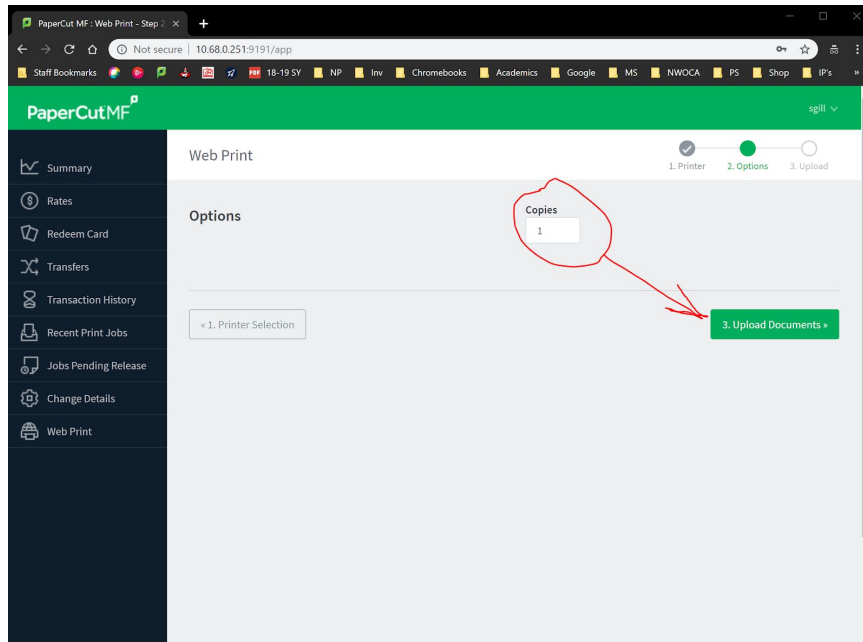 PaperCut MF : Web Print - Step 2
Not secure | 10.68.0.251:9191/app
Staff Bookmarks PDF 18-19 SY NP Inv Chromebooks Academics Google MS NWOCA PS Shop IP's »
PaperCutMF
sgill
Web Print
1. Printer 2. Options 3. Upload
Summary
Rates
Redeem Card
Transfers
Transaction History
Recent Print Jobs
Jobs Pending Release
Change Details
Web Print
Options
Copies
1
« 1. Printer Selection
3. Upload Documents »